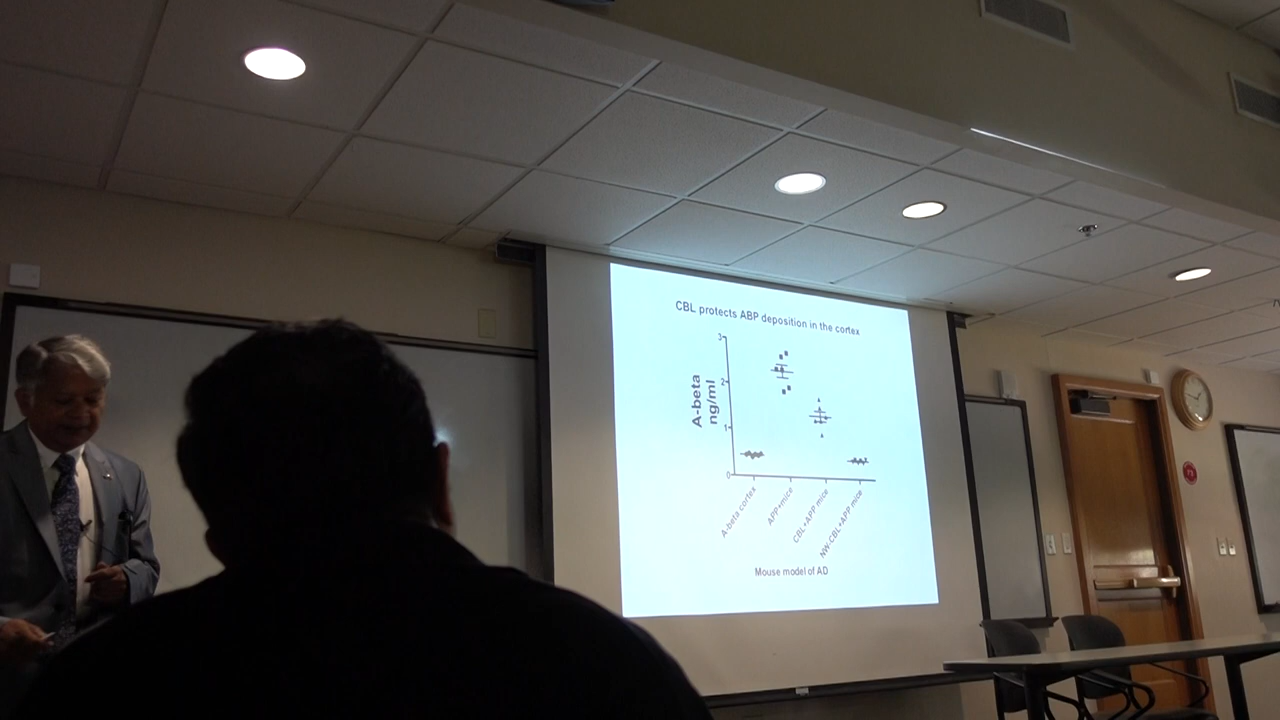 CBL protects ABP deposition in the cortex
3
2
1
0
A-beta
ng/ml
A-beta cortex
APP+mice
CBL+APP mice
NW-CBL+APP mice
Mouse model of AD